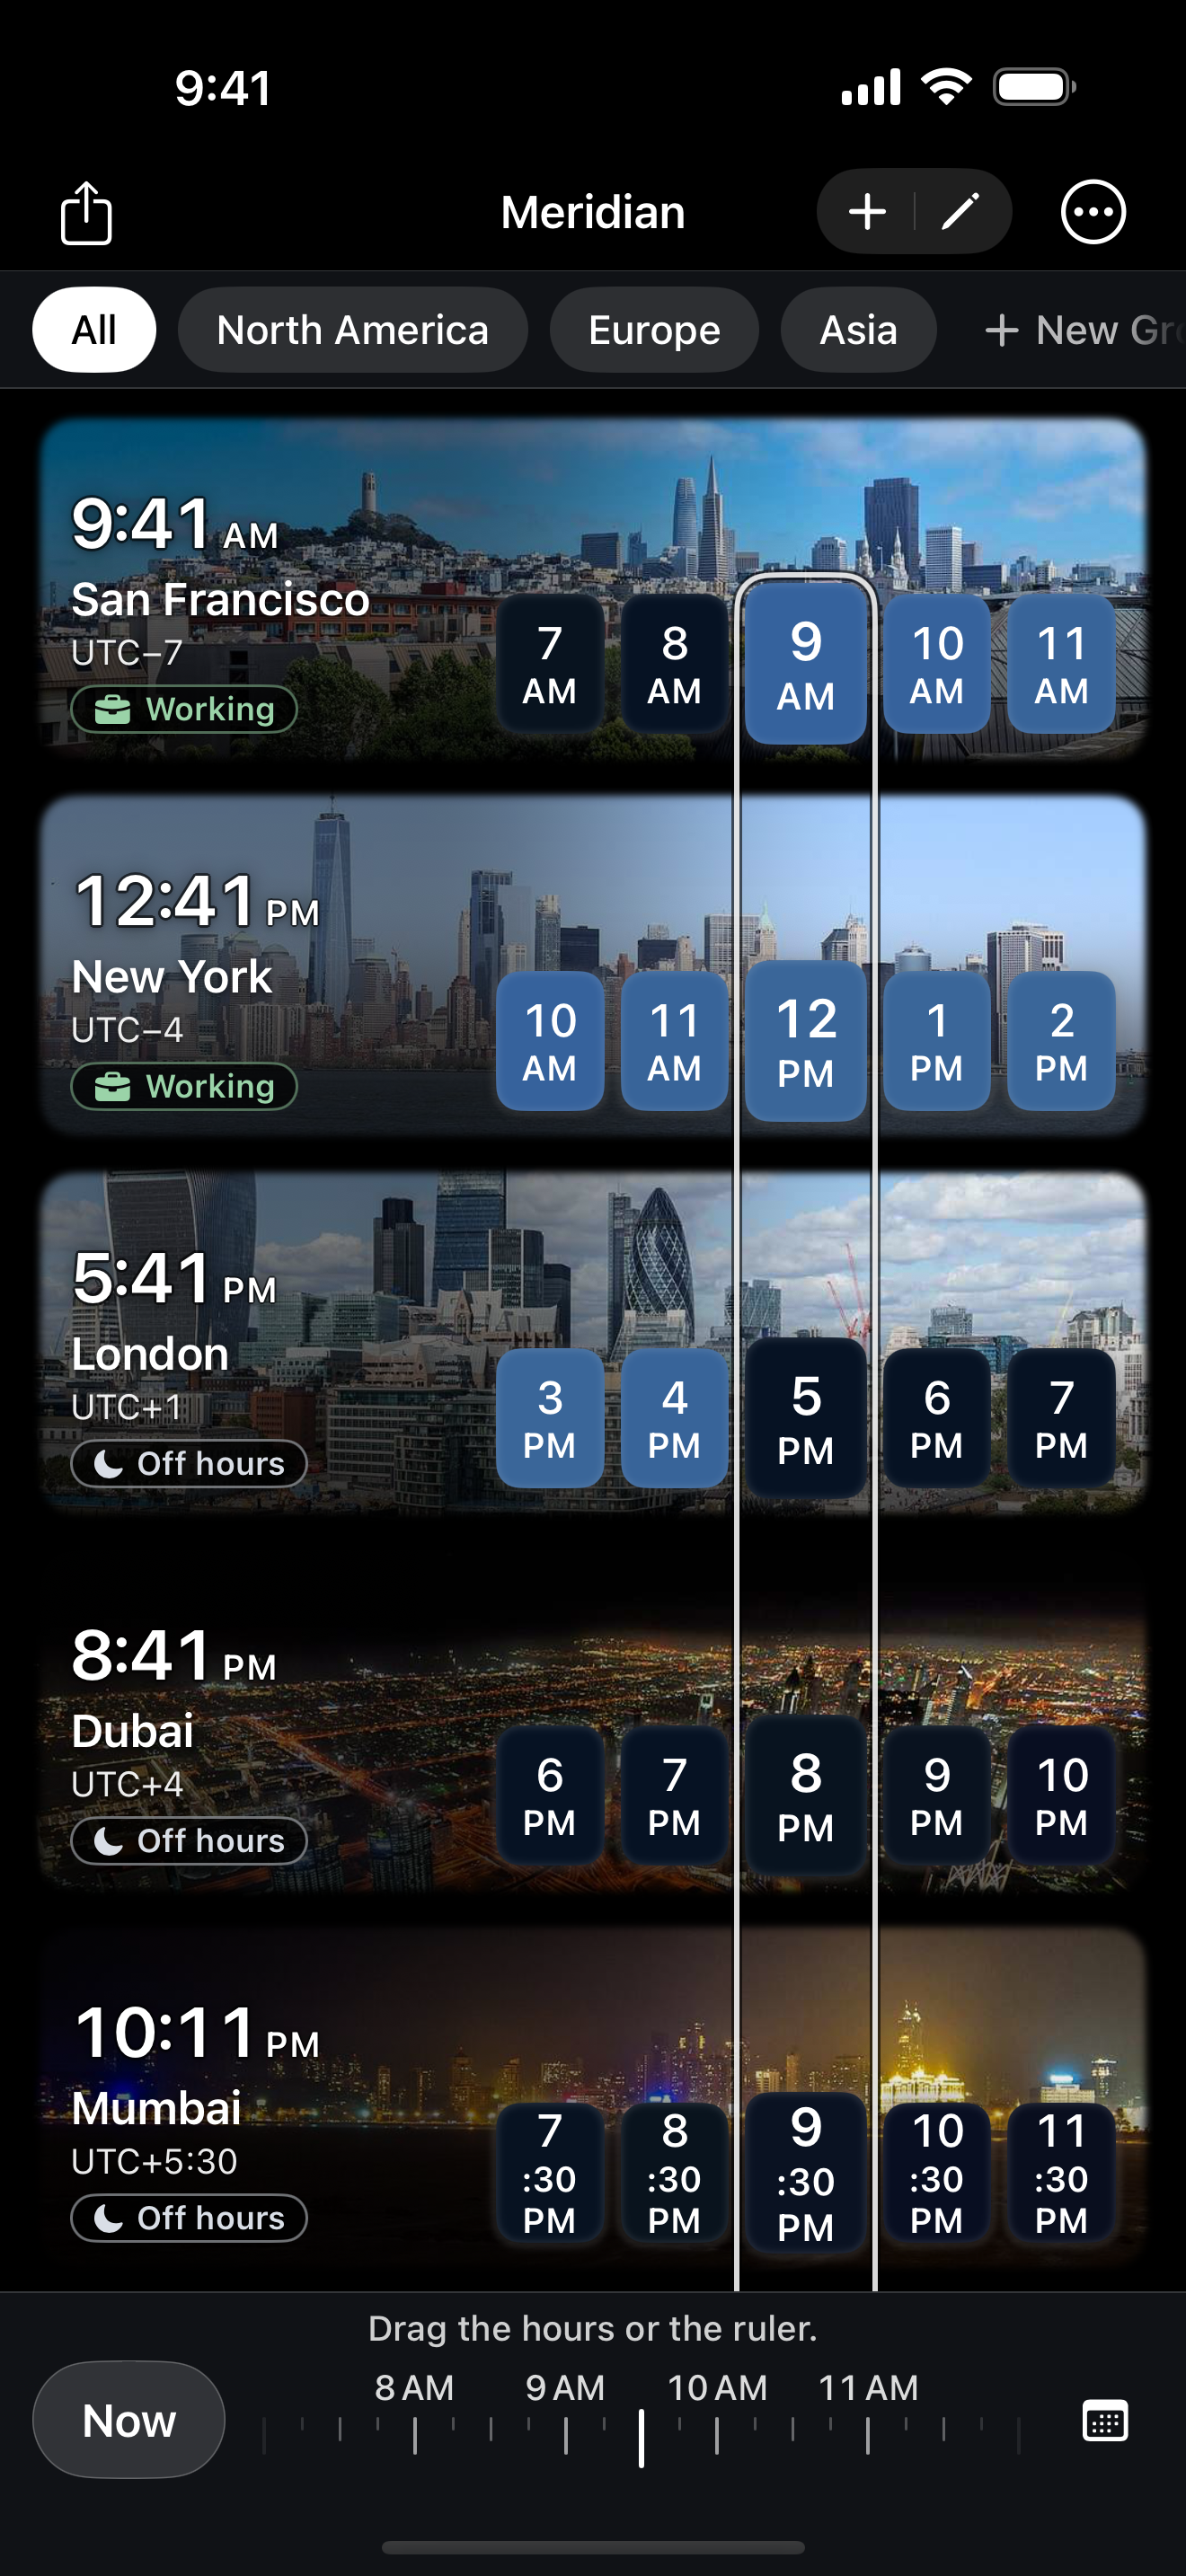 9:41
Meridian
All North America Europe Asia + New Gr
9:41 AM
San Francisco
UTC−7
Working
7 AM 8 AM 9 AM 10 AM 11 AM
12:41 PM
New York
UTC−4
Working
10 AM 11 AM 12 PM 1 PM 2 PM
5:41 PM
London
UTC+1
Off hours
3 PM 4 PM 5 PM 6 PM 7 PM
8:41 PM
Dubai
UTC+4
Off hours
6 PM 7 PM 8 PM 9 PM 10 PM
10:11 PM
Mumbai
UTC+5:30
Off hours
7:30 PM 8:30 PM 9:30 PM 10:30 PM 11:30 PM
Drag the hours or the ruler.
Now
8 AM 9 AM 10 AM 11 AM